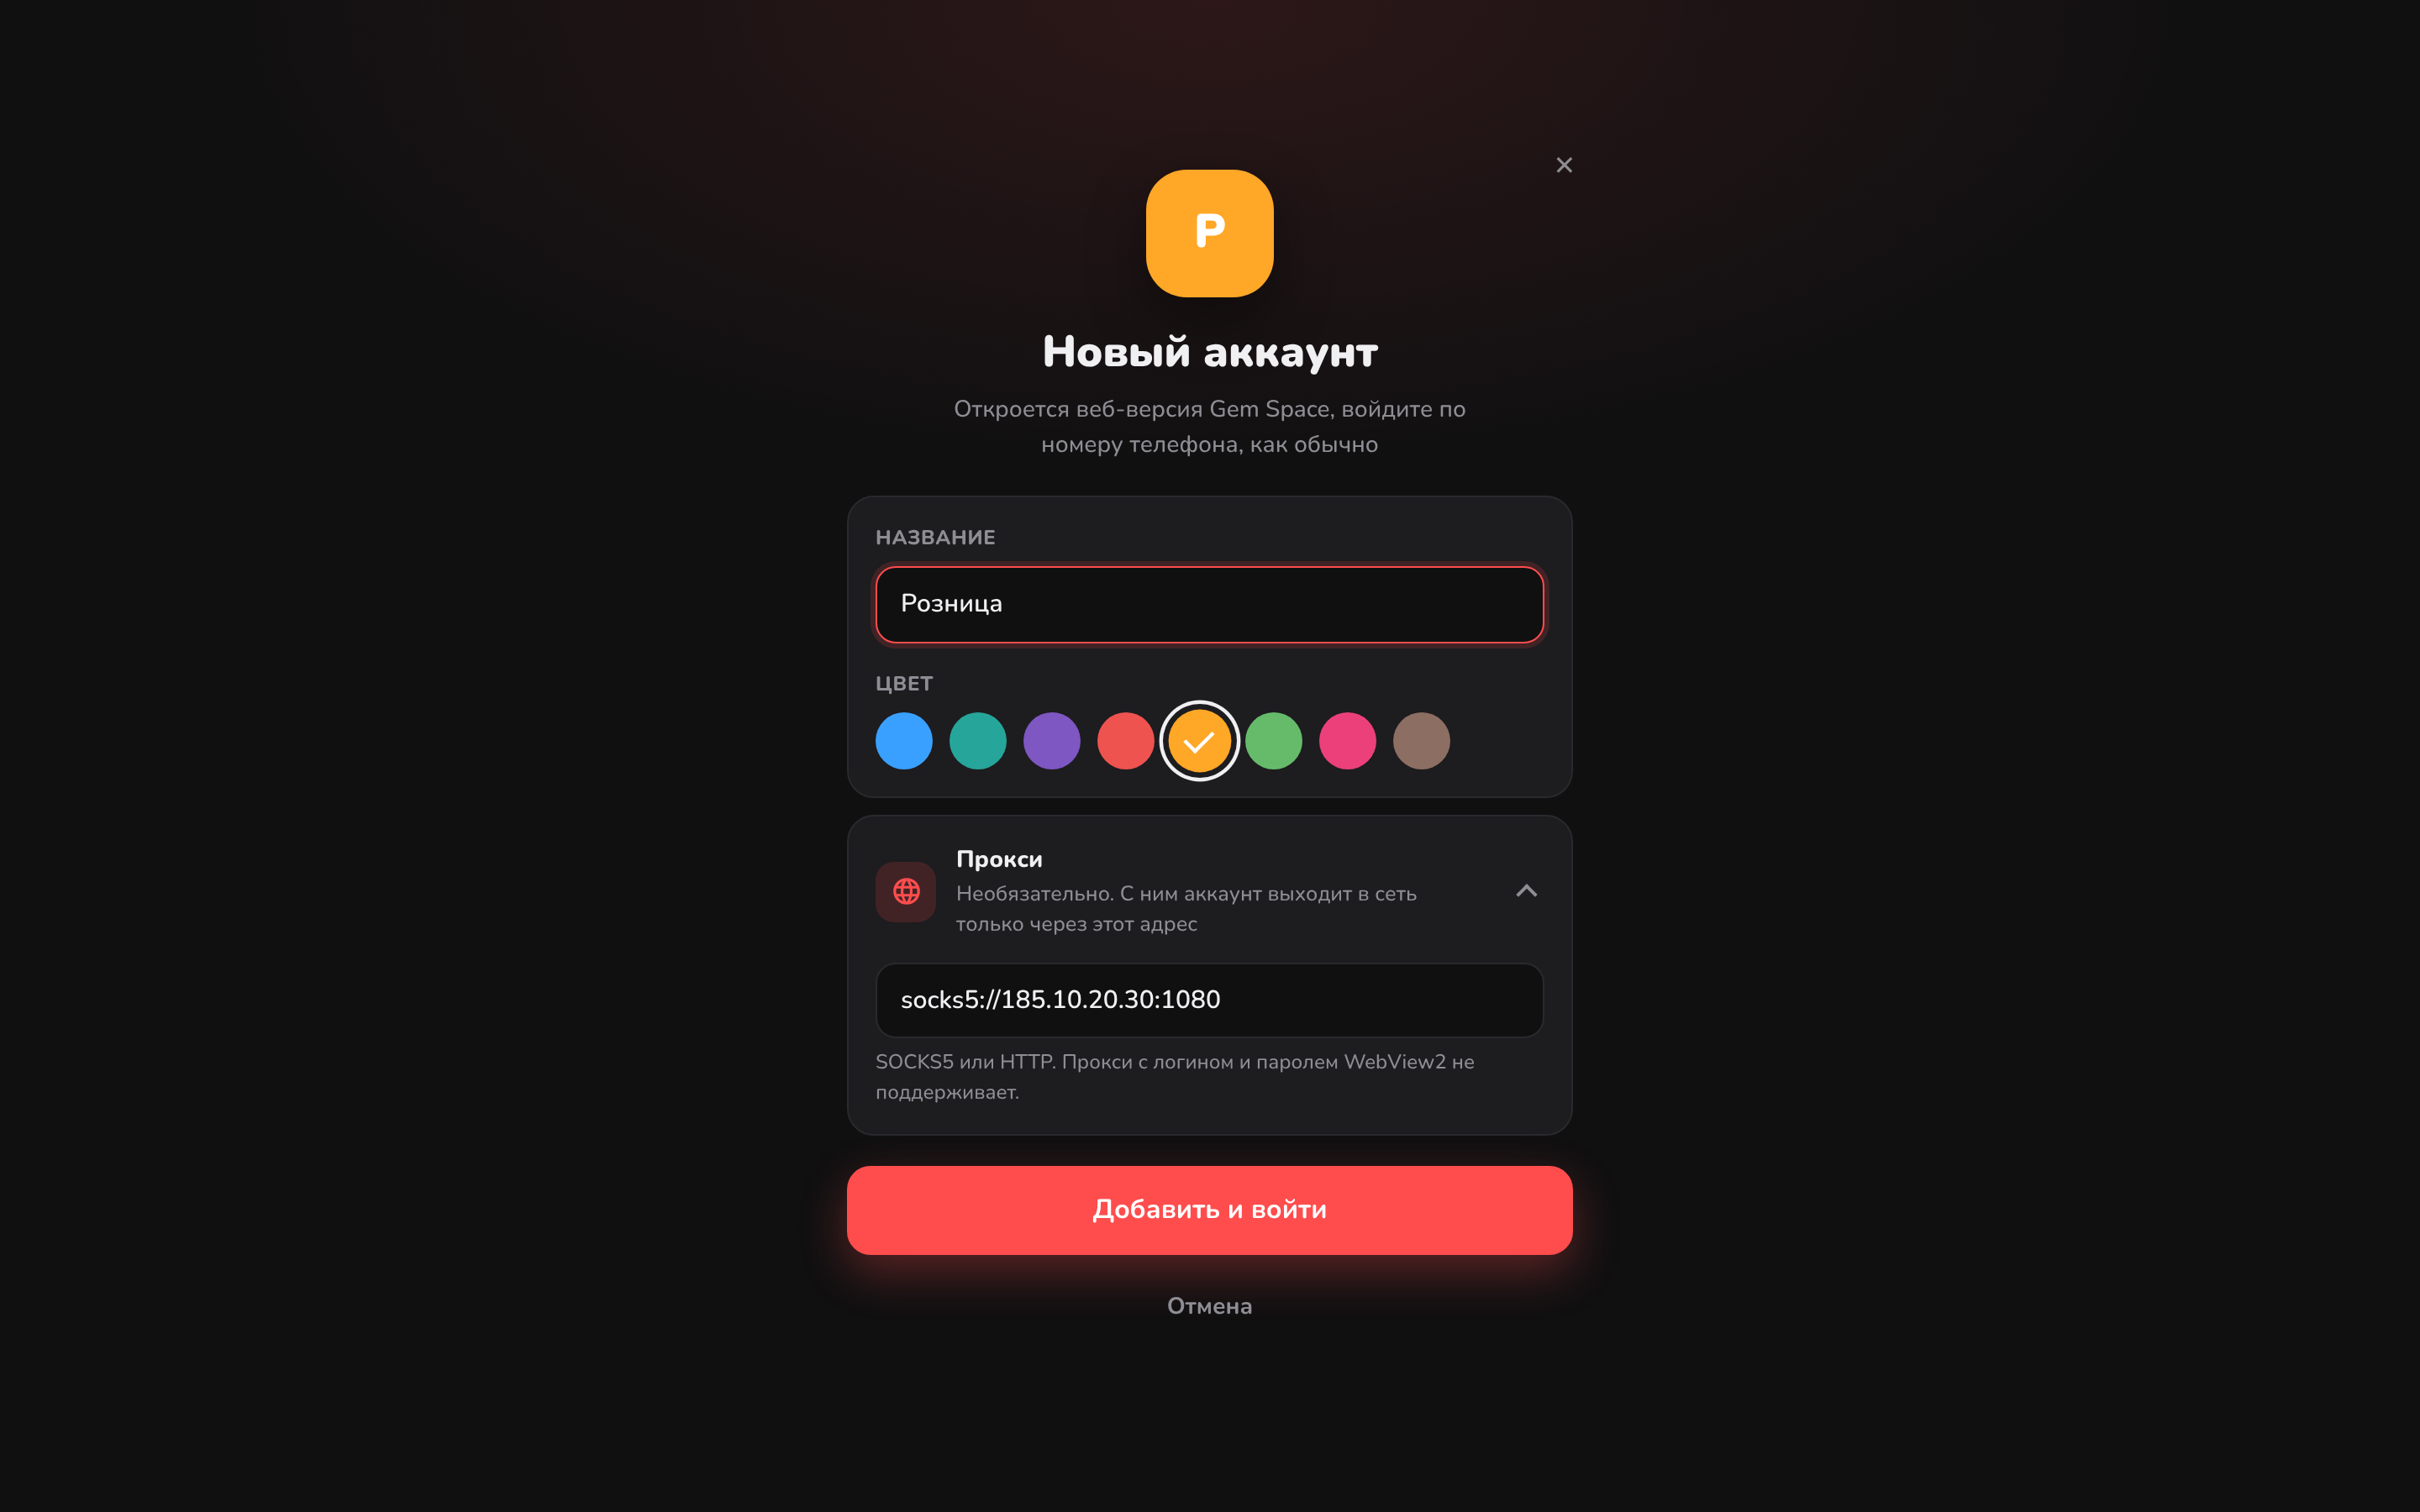 Р
Новый аккаунт
Откроется веб-версия Gem Space, войдите по
номеру телефона, как обычно
НАЗВАНИЕ
Розница
ЦВЕТ
Прокси
Необязательно. С ним аккаунт выходит в сеть
только через этот адрес
socks5://185.10.20.30:1080
SOCKS5 или HTTP. Прокси с логином и паролем WebView2 не
поддерживает.
Добавить и войти
Отмена